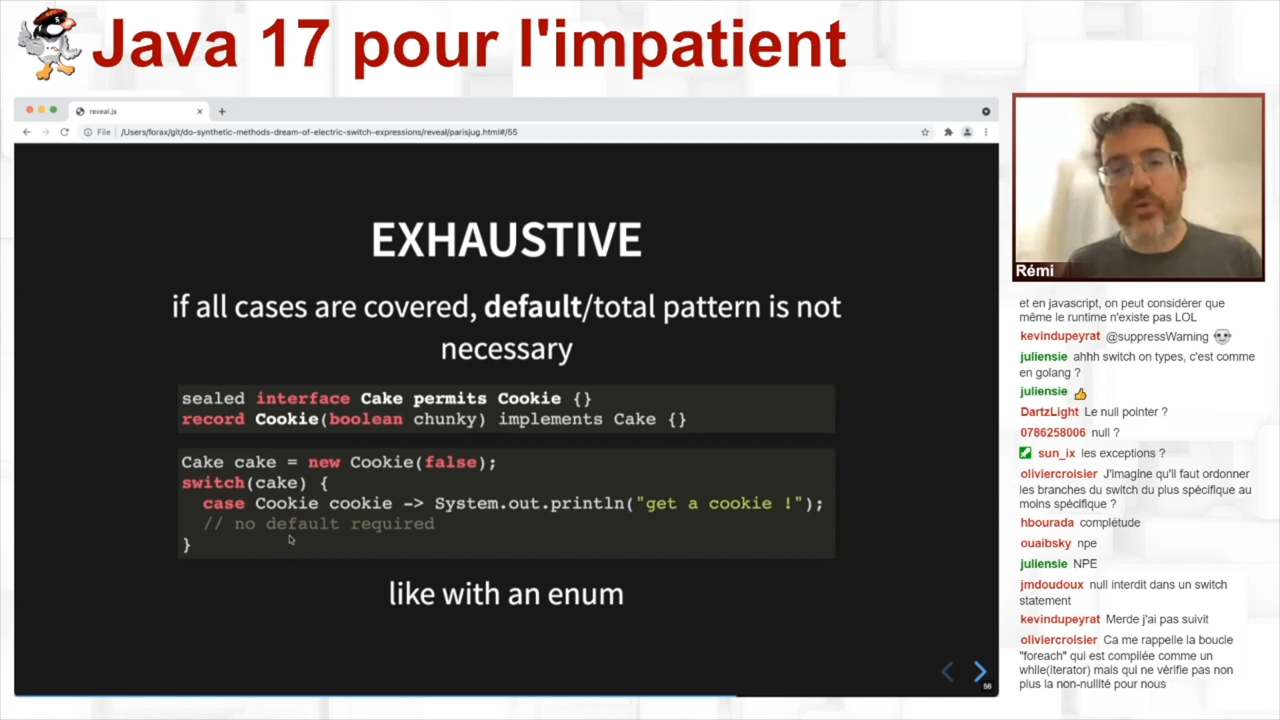 Java 17 pour l'impatient
reveal.js
File | /Users/forax/git/do-synthetic-methods-dream-of-electric-switch-expressions/reveal/parisjug.html#/55
EXHAUSTIVE
if all cases are covered, default/total pattern is not
necessary
sealed interface Cake permits Cookie {}
record Cookie(boolean chunky) implements Cake {}
Cake cake = new Cookie(false);
switch(cake) {
case Cookie cookie -> System.out.println("get a cookie !");
// no default required
}
like with an enum
56
Rémi
et en javascript, on peut considérer que
même le runtime n'existe pas LOL
kevindupeyrat @suppressWarning
juliensie ahhh switch on types, c'est comme
en golang ?
juliensie
DartzLight Le null pointer ?
0786258006 null ?
sun_ix les exceptions ?
oliviercroisier J'imagine qu'il faut ordonner
les branches du switch du plus spécifique au
moins spécifique ?
hbourada complétude
ouaibsky npe
juliensie NPE
jmdoudoux null interdit dans un switch
statement
kevindupeyrat Merde j'ai pas suivit
oliviercroisier Ca me rappelle la boucle
"foreach" qui est compilée comme un
while(iterator) mais qui ne vérifie pas non
plus la non-nullité pour nous